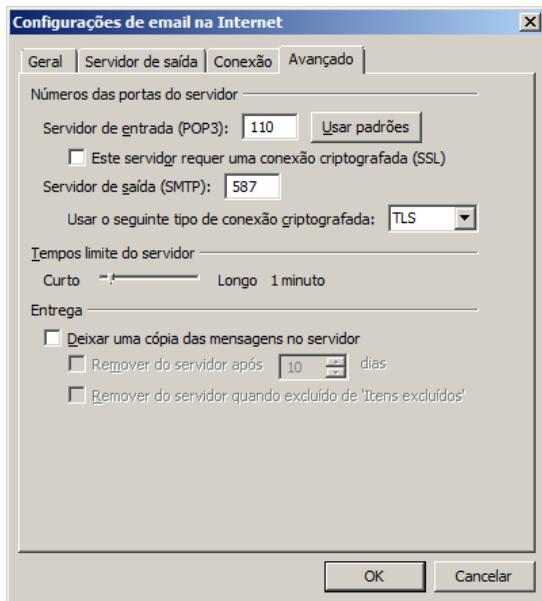 Configurações de email na Internet
Geral Servidor de saída Conexão Avançado
Números das portas do servidor
Servidor de entrada (POP3): 110 Usar padrões
Este servidor requer uma conexão criptografada (SSL)
Servidor de saída (SMTP): 587
Usar o seguinte tipo de conexão criptografada: TLS
Tempos limite do servidor
Curto Longo 1 minuto
Entrega
Deixar uma cópia das mensagens no servidor
Remover do servidor após 10 dias
Remover do servidor quando excluído de 'Itens excluídos'
OK Cancelar